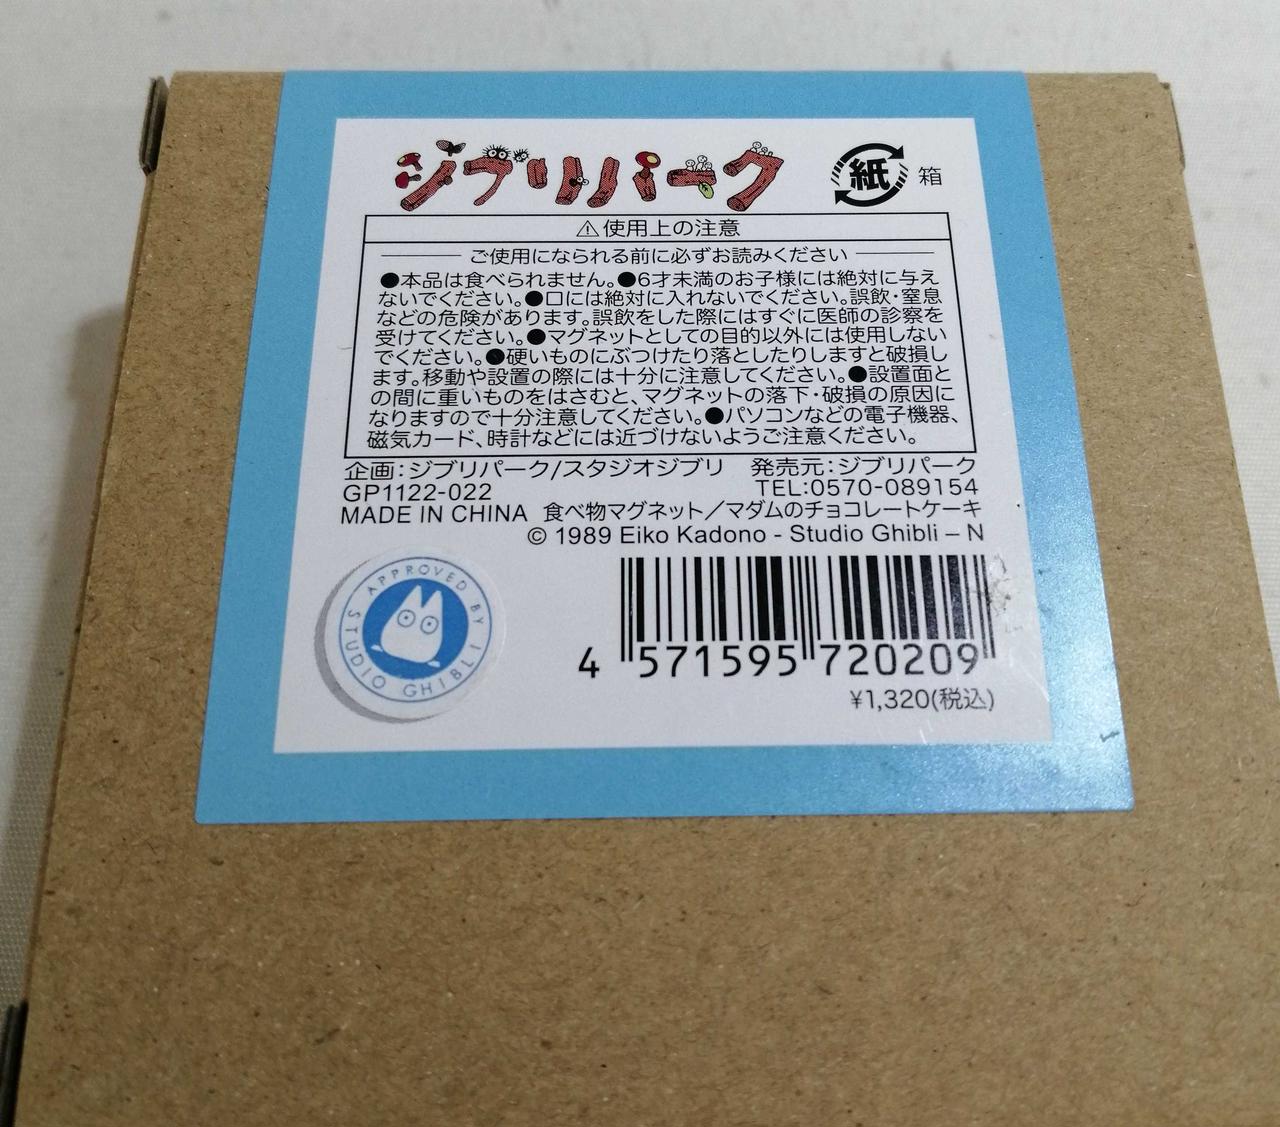 ジブリパーク
紙 箱
⚠使用上の注意
ご使用になられる前に必ずお読みください
●本品は食べられません。●6才未満のお子様には絶対に与え
ないでください。●口には絶対に入れないでください。誤飲・窒息
などの危険があります。誤飲をした際にはすぐに医師の診察を
受けてください。●マグネットとしての目的以外には使用しない
でください。●硬いものにぶつけたり落としたりしますと破損し
ます。移動や設置の際には十分に注意してください。●設置面と
の間に重いものをはさむと、マグネットの落下・破損の原因に
なりますので十分注意してください。●パソコンなどの電子機器、
磁気カード、時計などには近づけないようご注意ください。
企画：ジブリパーク/スタジオジブリ 発売元：ジブリパーク
GP1122-022 TEL:0570-089154
MADE IN CHINA 食べ物マグネット／マダムのチョコレートケーキ
© 1989 Eiko Kadono - Studio Ghibli – N
APPROVED BY STUDIO GHIBLI
4 571595 720209
¥1,320(税込)